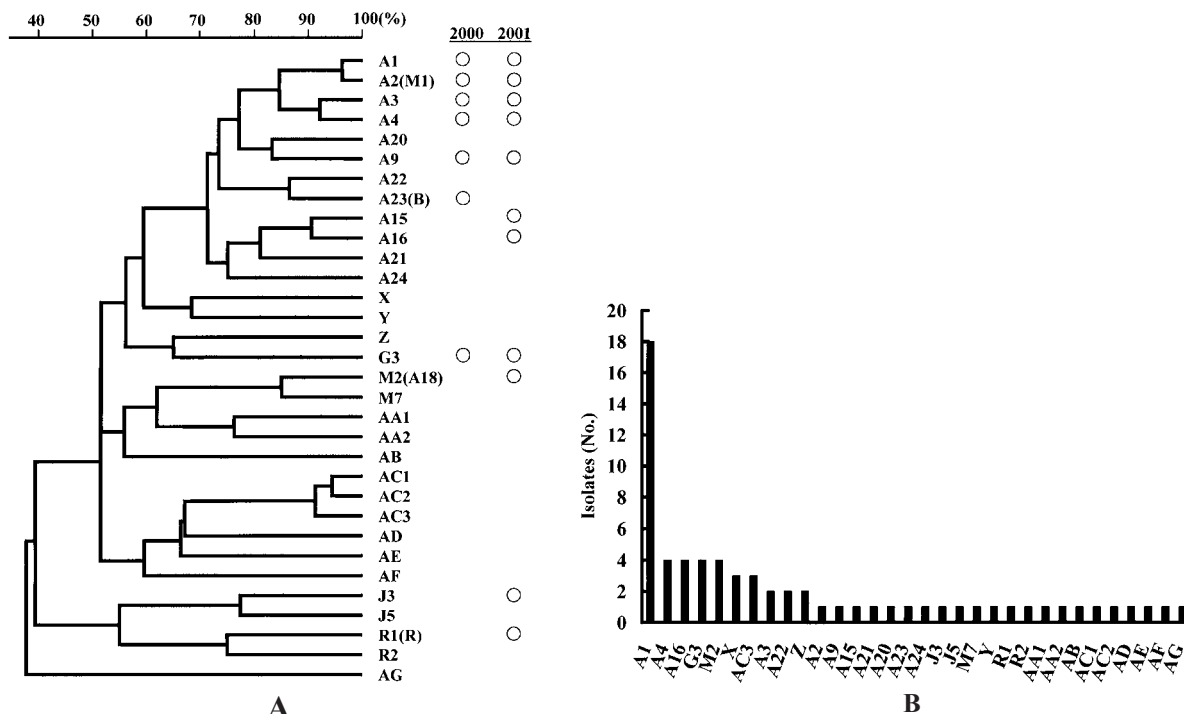 40 50 60 70 80 90 100(%)
2000 2001
A1
A2(M1)
A3
A4
A20
A9
A22
A23(B)
A15
A16
A21
A24
X
Y
Z
G3
M2(A18)
M7
AA1
AA2
AB
AC1
AC2
AC3
AD
AE
AF
J3
J5
R1(R)
R2
AG
A
Isolates (No.)
20
18
16
14
12
10
8
6
4
2
0
A1 A4 A16 G3 M2 X AC3 A3 A22 Z A2 A9 A15 A21 A20 A23 A24 J3 J5 M7 Y R1 R2 AA1 AA2 AB AC1 AC2 AD AE AF AG
B